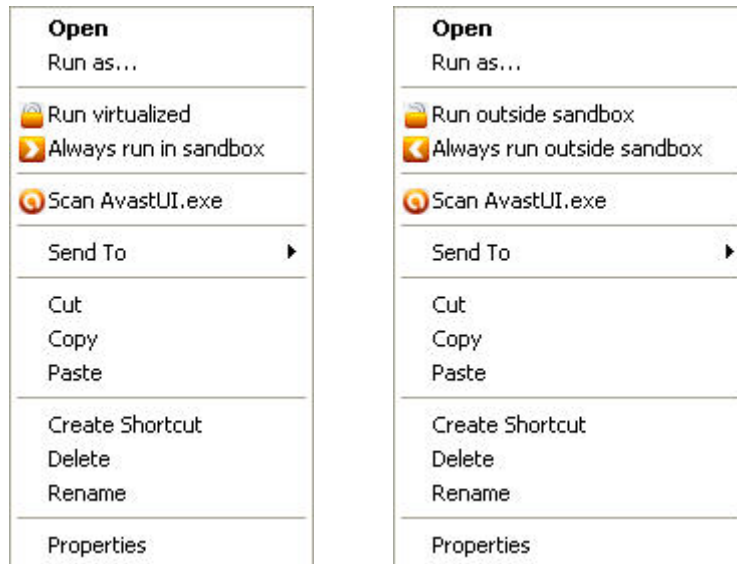 Open
Run as...
Run virtualized
Always run in sandbox
Scan AvastUI.exe
Send To
Cut
Copy
Paste
Create Shortcut
Delete
Rename
Properties
Open
Run as...
Run outside sandbox
Always run outside sandbox
Scan AvastUI.exe
Send To
Cut
Copy
Paste
Create Shortcut
Delete
Rename
Properties